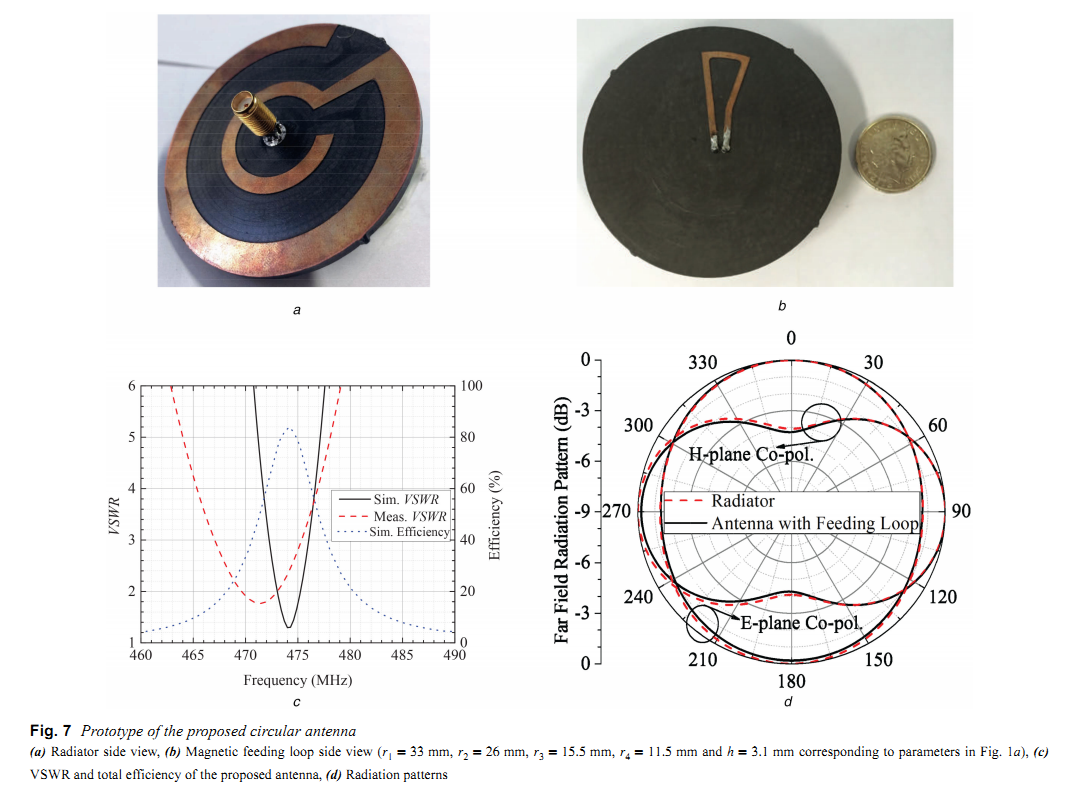 a
b
6
5
4
3
2
1
VSWR
100
80
60
40
20
0
Efficiency (%)
Sim. VSWR
Meas. VSWR
Sim. Efficiency
460 465 470 475 480 485 490
Frequency (MHz)
c
0
-3
-6
-9
-6
-3
0
Far Field Radiation Pattern (dB)
0
330 30
300 60
H-plane Co-pol.
270 90
Radiator
Antenna with Feeding Loop
240 120
E-plane Co-pol.
210 150
180
d
Fig. 7 Prototype of the proposed circular antenna
(a) Radiator side view, (b) Magnetic feeding loop side view (r1 = 33 mm, r2 = 26 mm, r3 = 15.5 mm, r4 = 11.5 mm and h = 3.1 mm corresponding to parameters in Fig. 1a), (c)
VSWR and total efficiency of the proposed antenna, (d) Radiation patterns